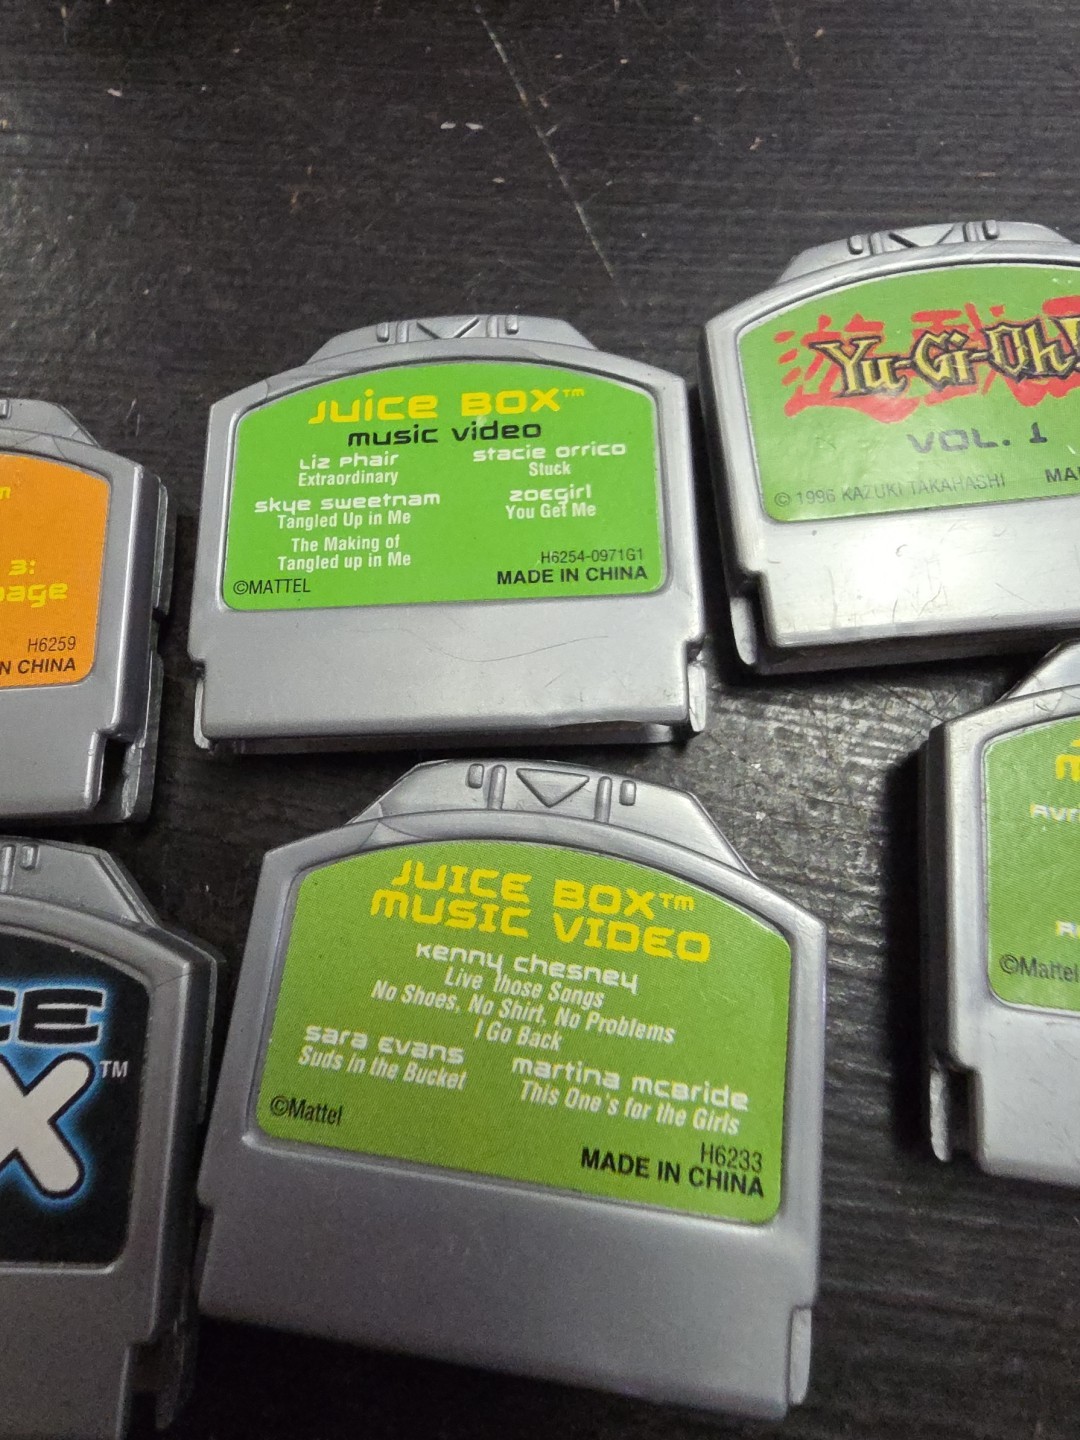 JUICE BOX™
music video
Liz Phair
Extraordinary
stacie orrico
Stuck
skye sweetnam
Tangled Up in Me
The Making of
Tangled up in Me
ZOEgirl
You Get Me
H6254-0971G1
©MATTEL
MADE IN CHINA
Yu-Gi-Oh!
VOL. 1
© 1996 KAZUKI TAKAHASHI
3:
H6259
CHINA
JUICE BOX™
MUSIC VIDEO
Kenny Chesney
Live Those Songs
No Shoes, No Shirt, No Problems
I Go Back
Sara Evans
Suds in the Bucket
martina mcBride
This One's for the Girls
©Mattel
H6233
MADE IN CHINA
©Mattel
CE
X™